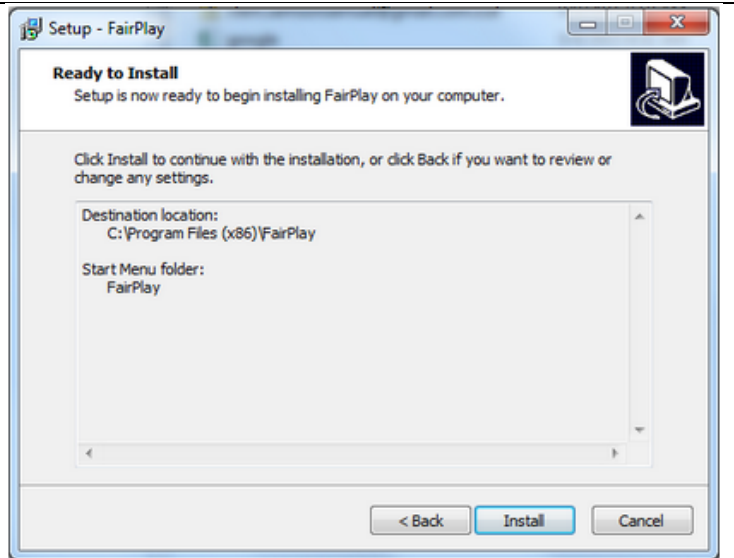 Setup - FairPlay
Ready to Install
Setup is now ready to begin installing FairPlay on your computer.
Click Install to continue with the installation, or click Back if you want to review or
change any settings.
Destination location:
C:\Program Files (x86)\FairPlay
Start Menu folder:
FairPlay
< Back
Install
Cancel